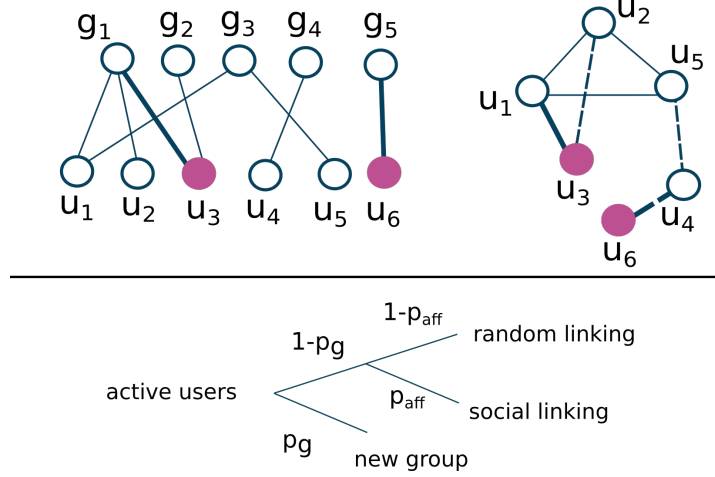 g1 g2 g3 g4 g5
u1 u2 u3 u4 u5 u6
u2
u5
u1
u3
u4
u6
1-paff
random linking
1-pg
active users
paff
social linking
pg
new group